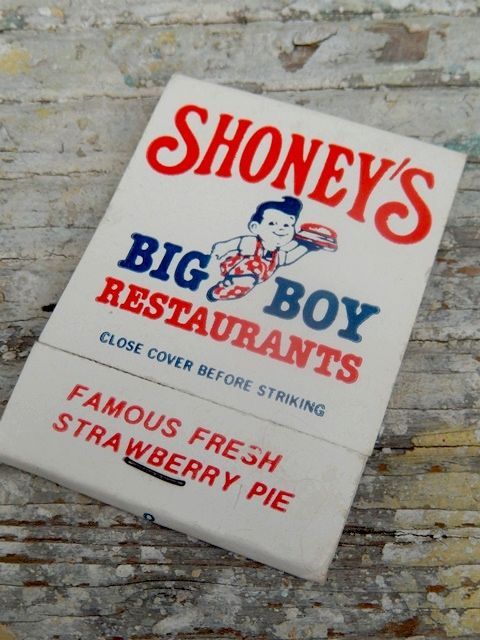 SHONEY'S
BIG BOY
RESTAURANTS
CLOSE COVER BEFORE STRIKING
FAMOUS FRESH
STRAWBERRY PIE